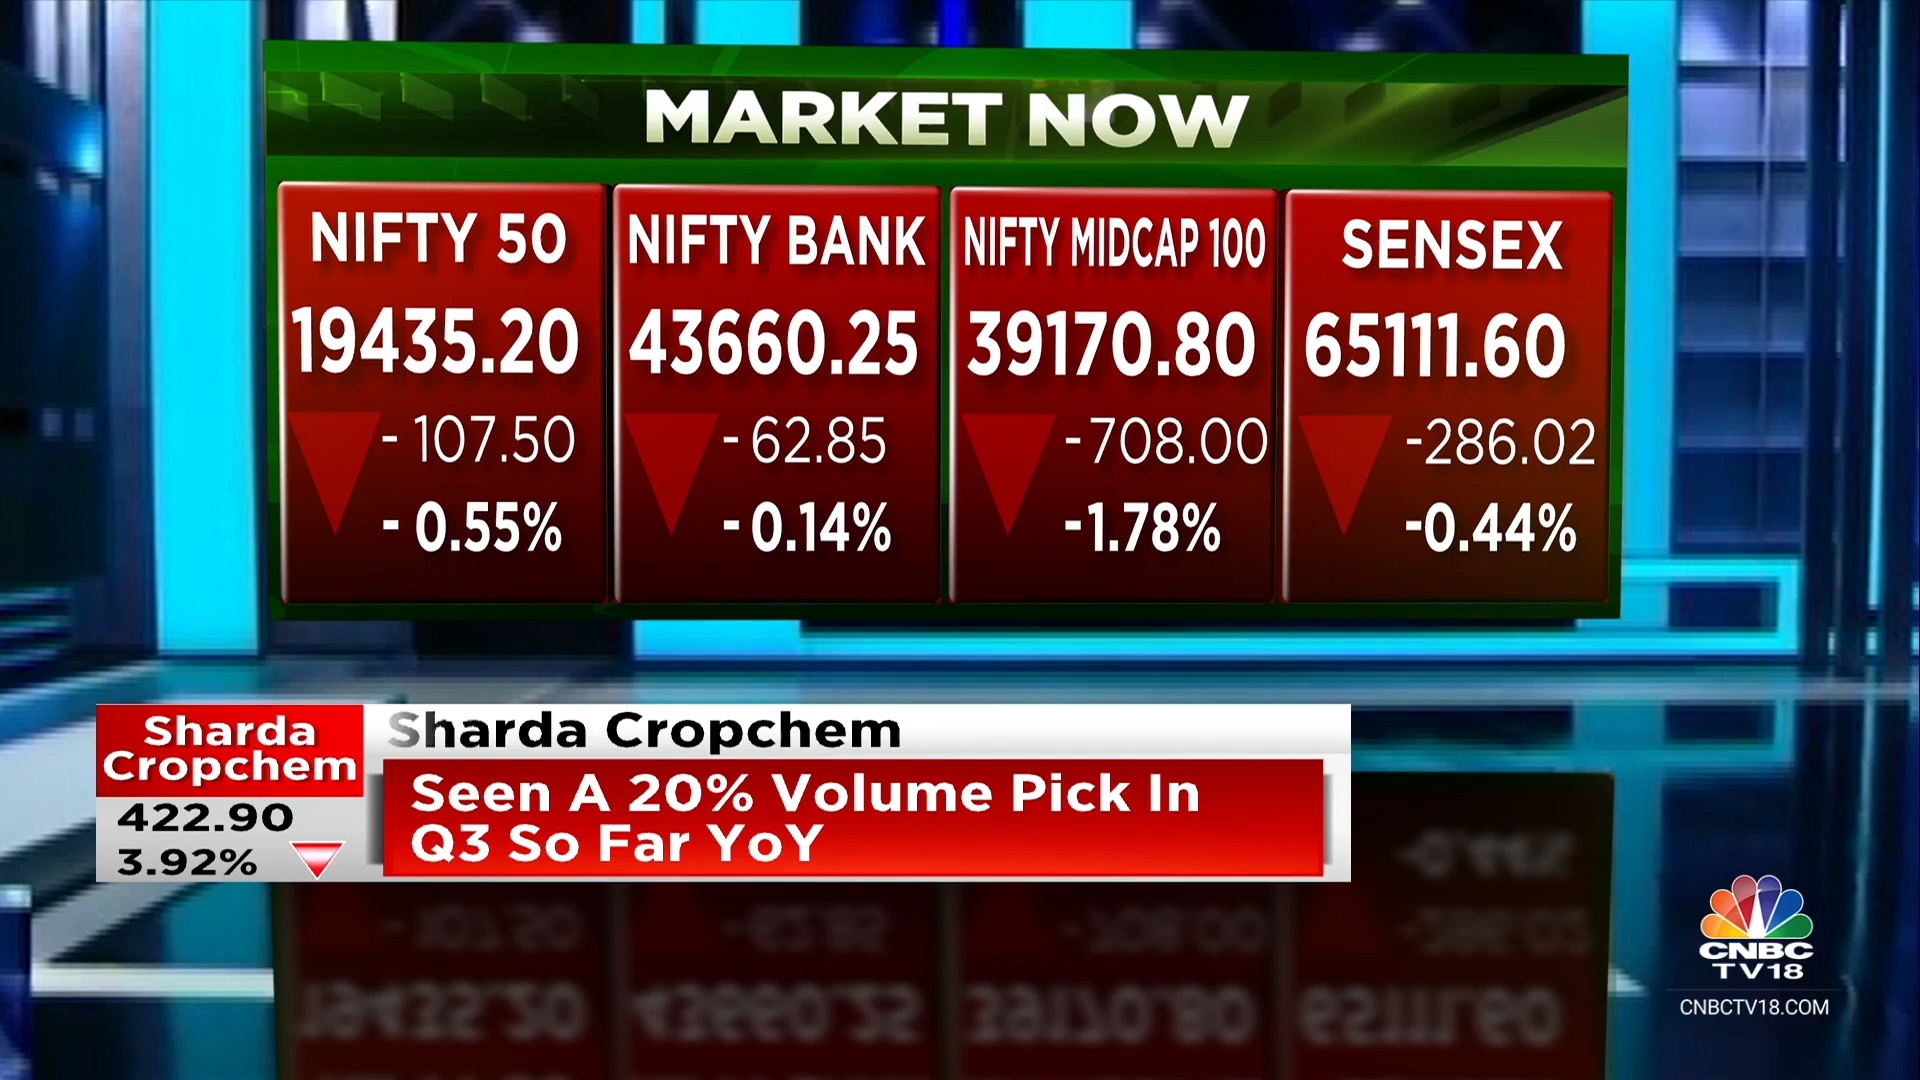 MARKET NOW
NIFTY 50
19435.20
- 107.50
- 0.55%
NIFTY BANK
43660.25
-62.85
-0.14%
NIFTY MIDCAP 100
39170.80
-708.00
-1.78%
SENSEX
65111.60
-286.02
-0.44%
Sharda
Cropchem
422.90
3.92%
Sharda Cropchem
Seen A 20% Volume Pick In
Q3 So Far YoY
CNBC
TV18
CNBCTV18.COM